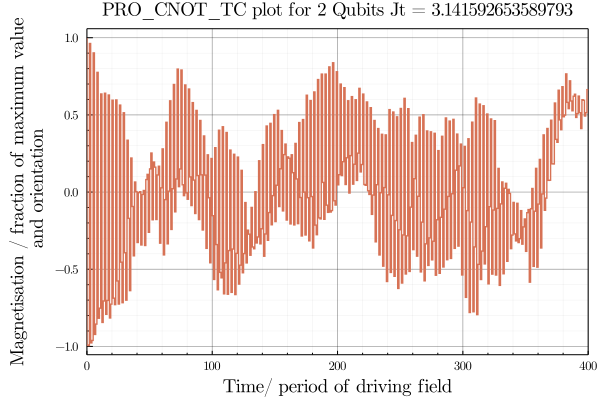 PRO_CNOT_TC plot for 2 Qubits Jt = 3.141592653589793
Magnetisation / fraction of maximum value
and orientation
1.0
0.5
0.0
−0.5
−1.0
0 100 200 300 400
Time/ period of driving field